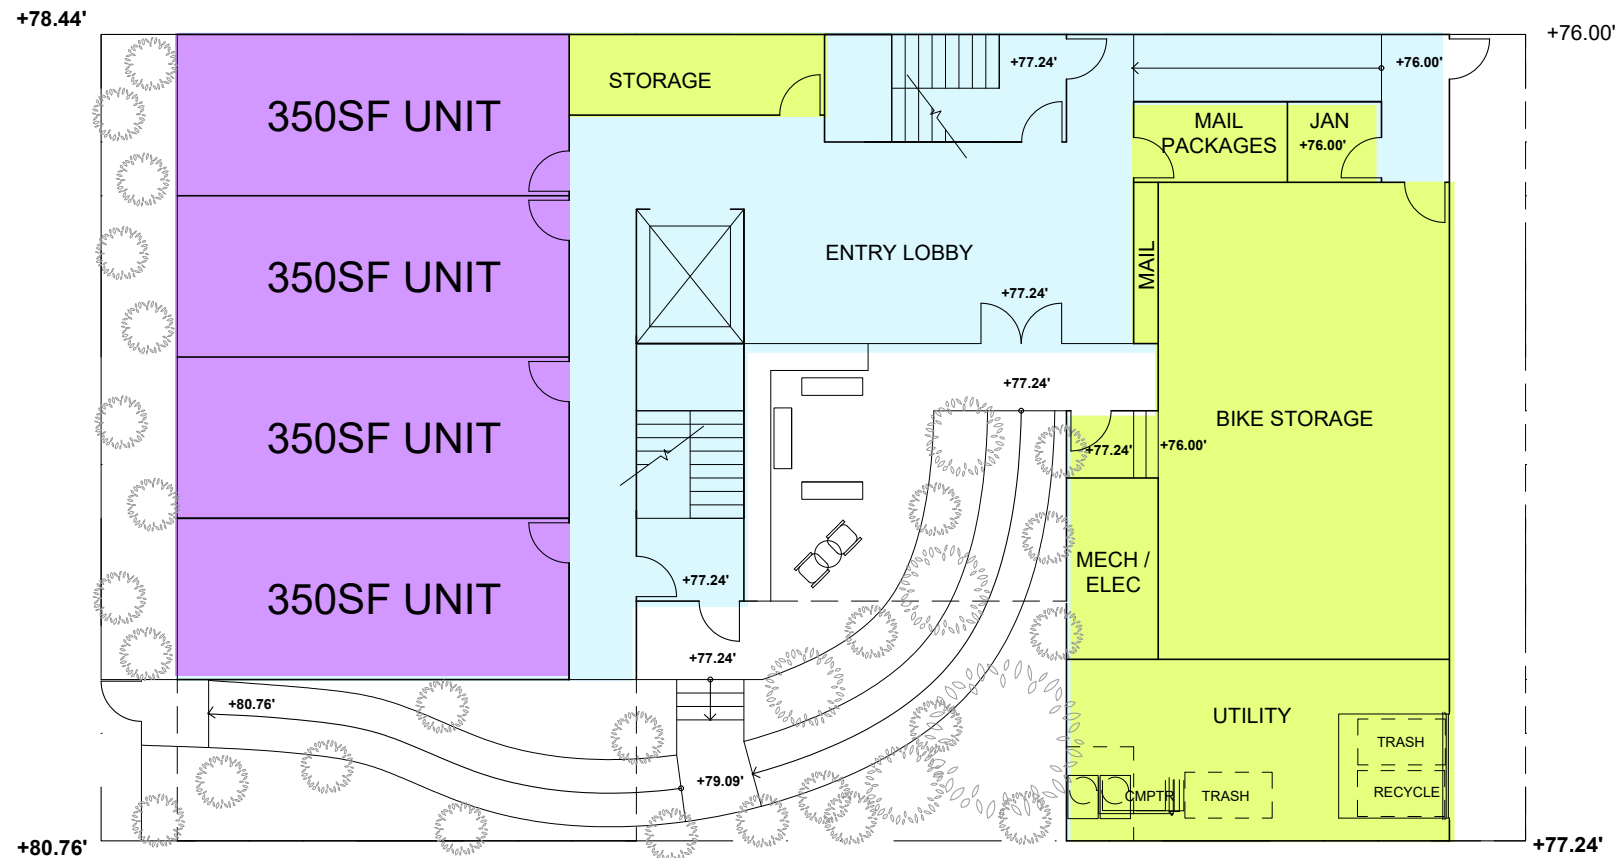 +78.44'
+76.00'
350SF UNIT
STORAGE
+77.24'
+76.00'
MAIL
PACKAGES
JAN
+76.00'
350SF UNIT
ENTRY LOBBY
MAIL
+77.24'
+77.24'
350SF UNIT
BIKE STORAGE
+77.24'
+76.00'
MECH /
ELEC
350SF UNIT
+77.24'
+77.24'
+80.76'
UTILITY
TRASH
+79.09'
CMPTR
TRASH
RECYCLE
+80.76'
+77.24'